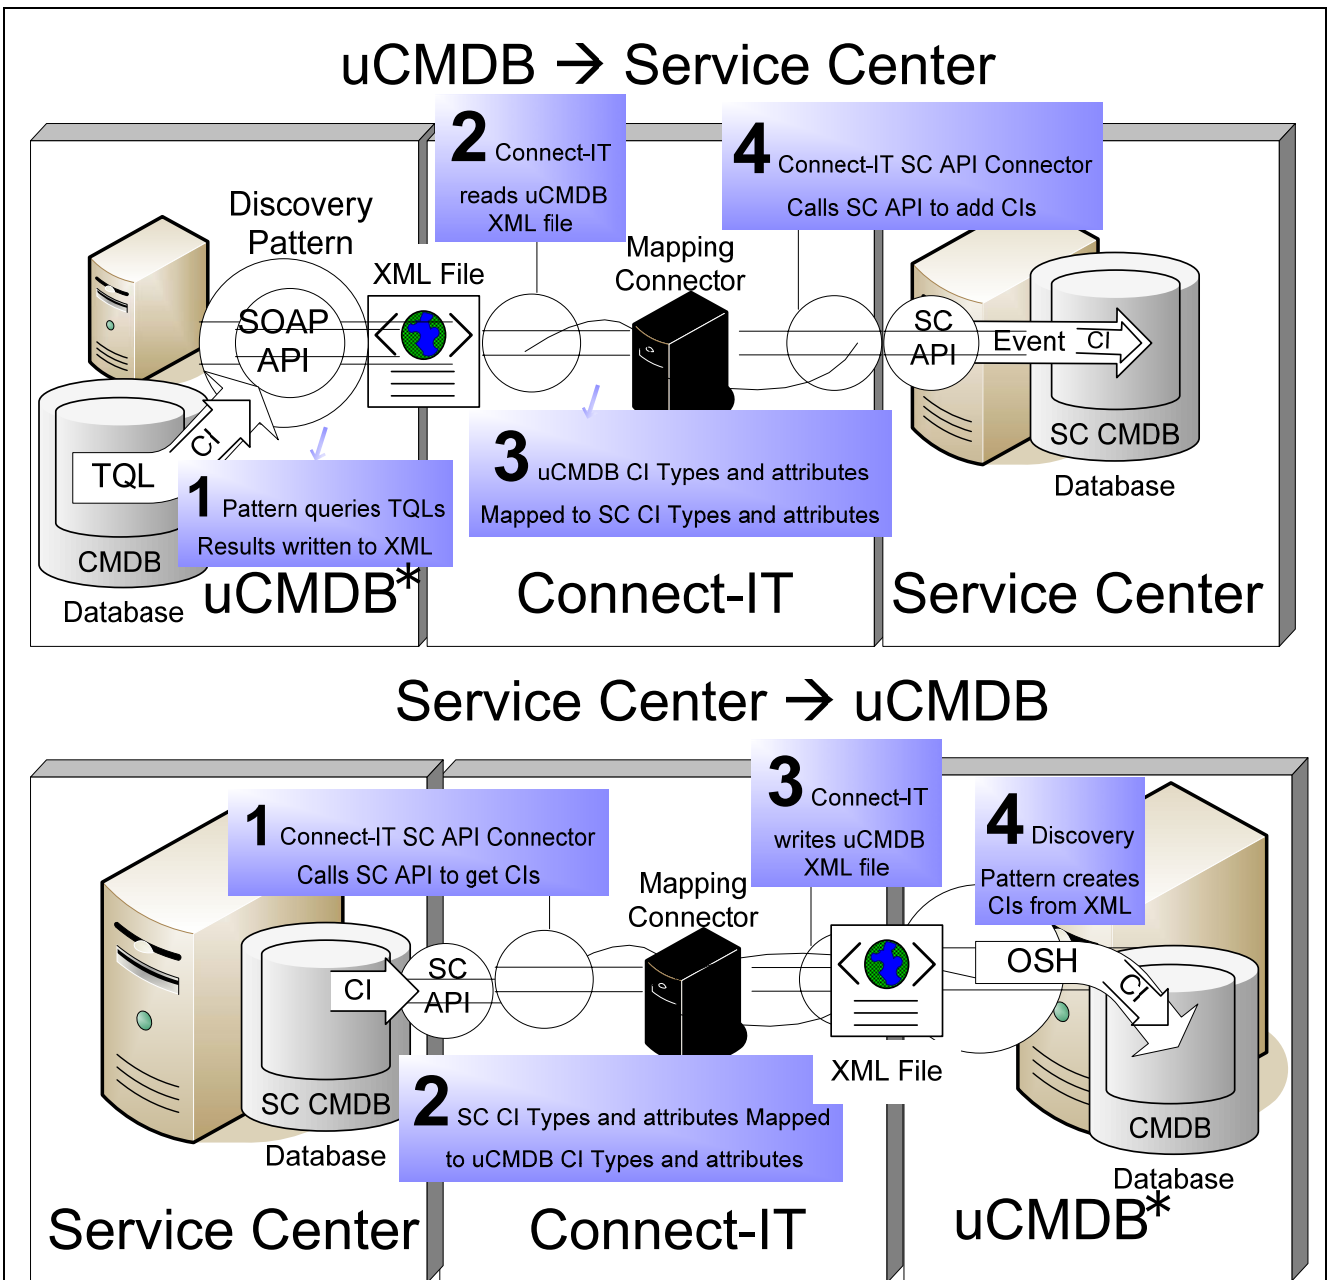 uCMDB → Service Center
2 Connect-IT
reads uCMDB
XML file
4 Connect-IT SC API Connector
Calls SC API to add CIs
Discovery
Pattern
XML File
Mapping
Connector
SOAP
API
SC
API
Event
CI
CI
TQL
SC CMDB
Database
3 uCMDB CI Types and attributes
Mapped to SC CI Types and attributes
1 Pattern queries TQLs
Results written to XML
CMDB
Database
uCMDB*
Connect-IT
Service Center
Service Center → uCMDB
1 Connect-IT SC API Connector
Calls SC API to get CIs
3 Connect-IT
writes uCMDB
XML file
4 Discovery
Pattern creates
CIs from XML
Mapping
Connector
CI
SC
API
OSH
CI
XML File
SC CMDB
Database
2 SC CI Types and attributes Mapped
to uCMDB CI Types and attributes
CMDB
Database
Service Center
Connect-IT
uCMDB*